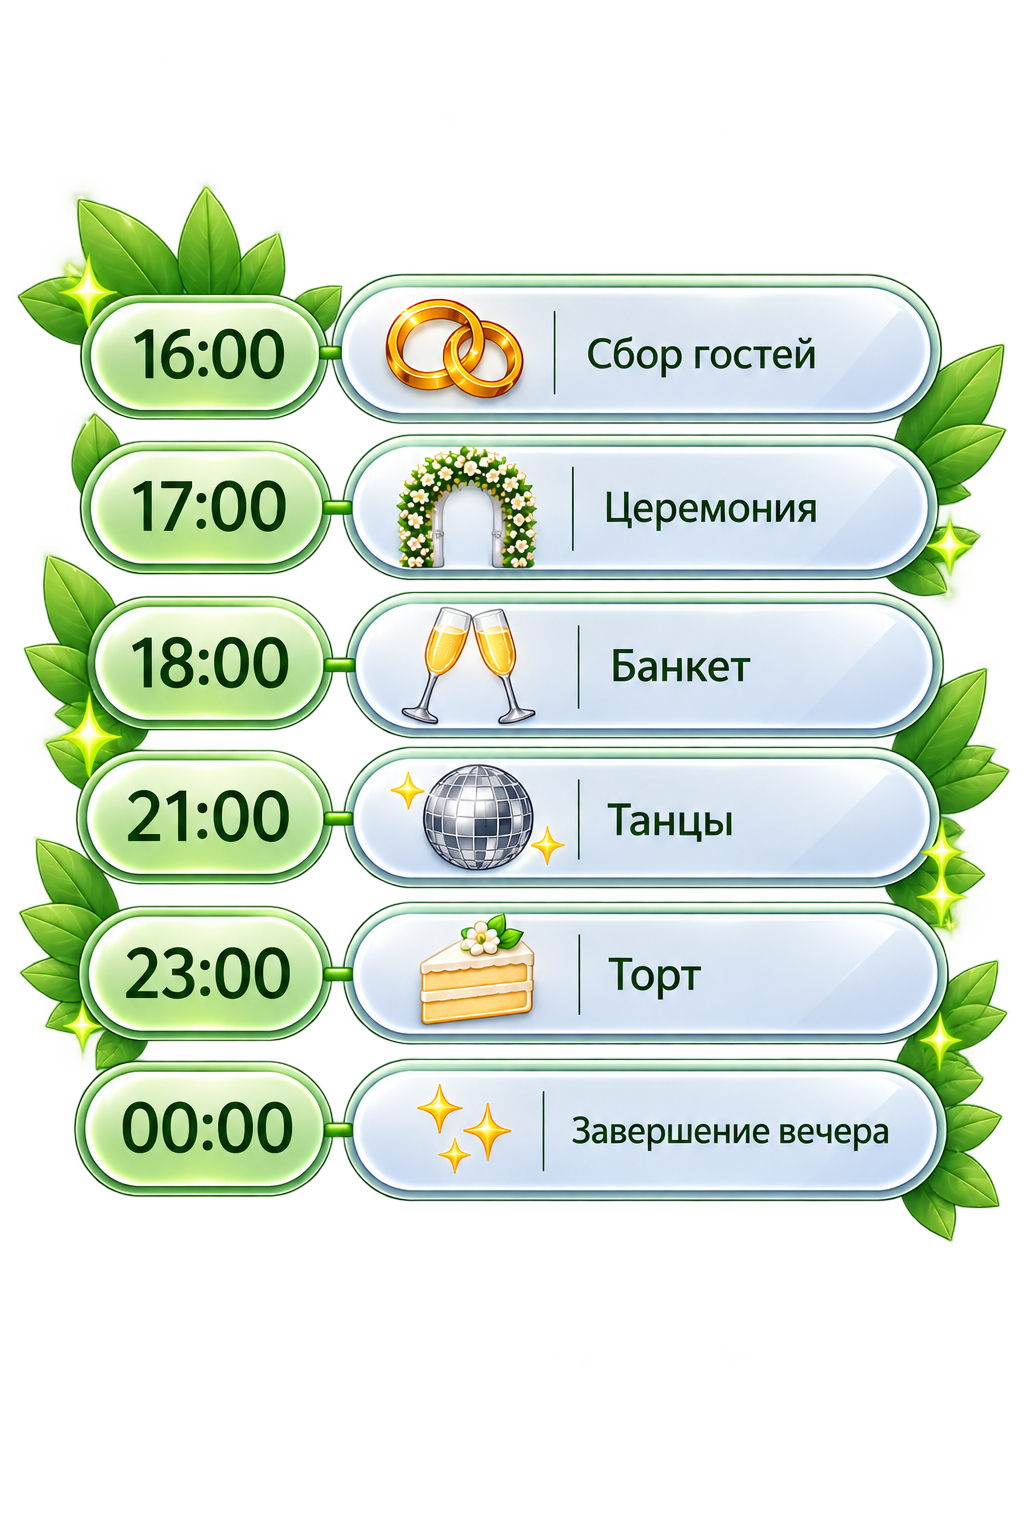 16:00 Сбор гостей
17:00 Церемония
18:00 Банкет
21:00 Танцы
23:00 Торт
00:00 Завершение вечера